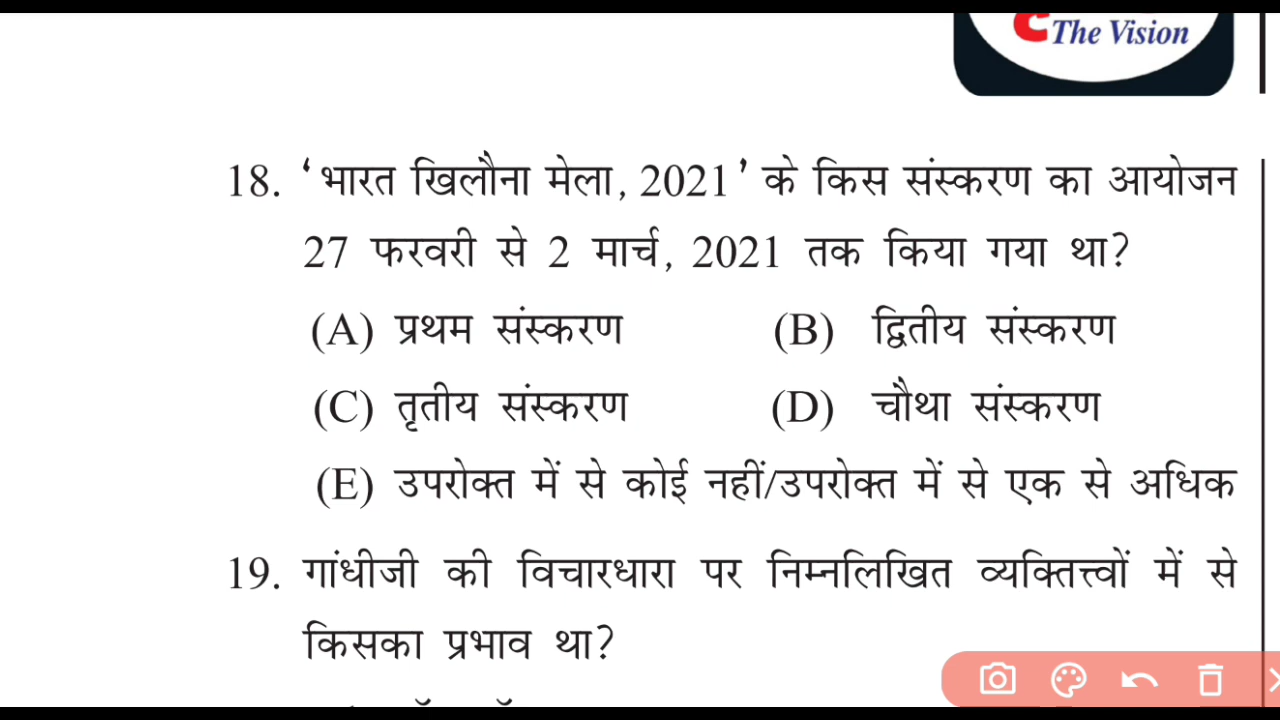 The Vision
18. ‘भारत खिलौना मेला, 2021’ के किस संस्करण का आयोजन
27 फरवरी से 2 मार्च, 2021 तक किया गया था?
(A) प्रथम संस्करण (B) द्वितीय संस्करण
(C) तृतीय संस्करण (D) चौथा संस्करण
(E) उपरोक्त में से कोई नहीं/उपरोक्त में से एक से अधिक
19. गांधीजी की विचारधारा पर निम्नलिखित व्यक्तित्त्वों में से
किसका प्रभाव था?